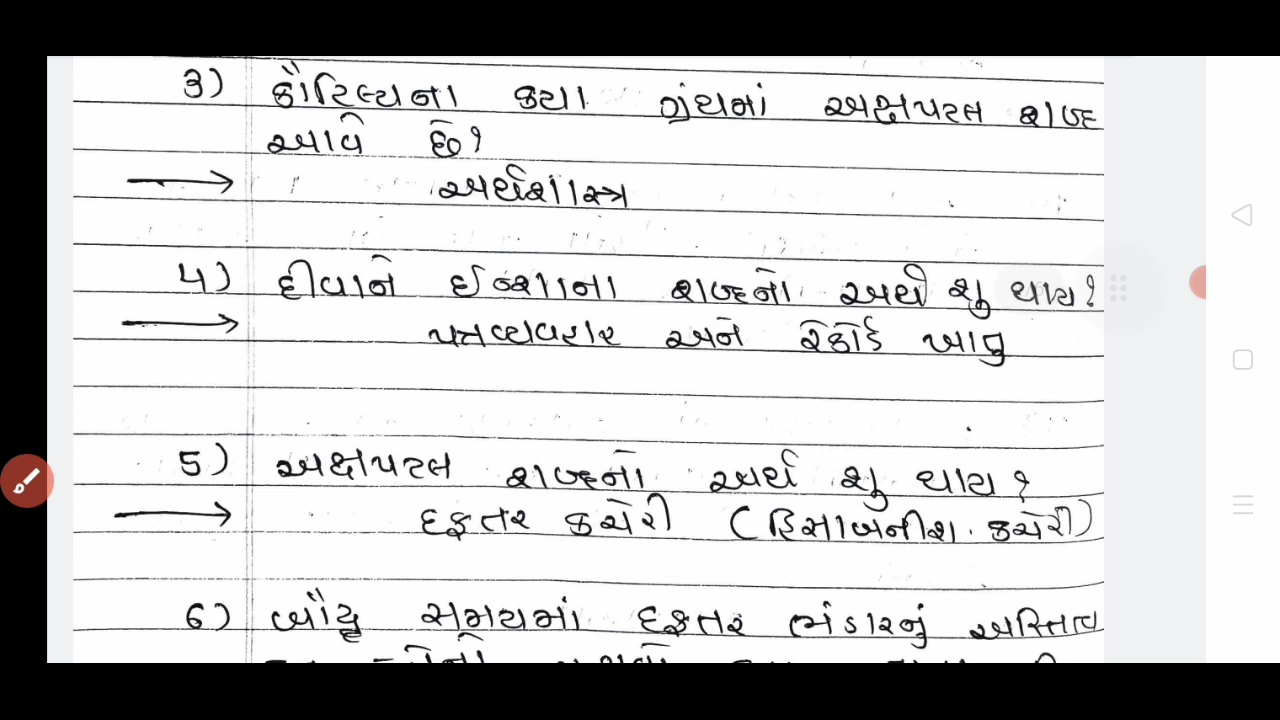 3) કૌટિલ્યના કયા ગ્રંથમાં અક્ષપટલ શબ્દ
આવે છે?
→ અર્થશાસ્ત્ર
4) દીવાને ઈન્શાના શબ્દનો અર્થ શુ થાય?
→ પત્રવ્યવહાર અને રેકોર્ડ ખાતુ
5) અક્ષપટલ શબ્દનો અર્થ શુ થાય?
→ દફતર કચેરી (હિસાબનીશ કચેરી)
6) બૌદ્ધ સમયમાં દફતર ભંડારનું અસ્તિત્વ